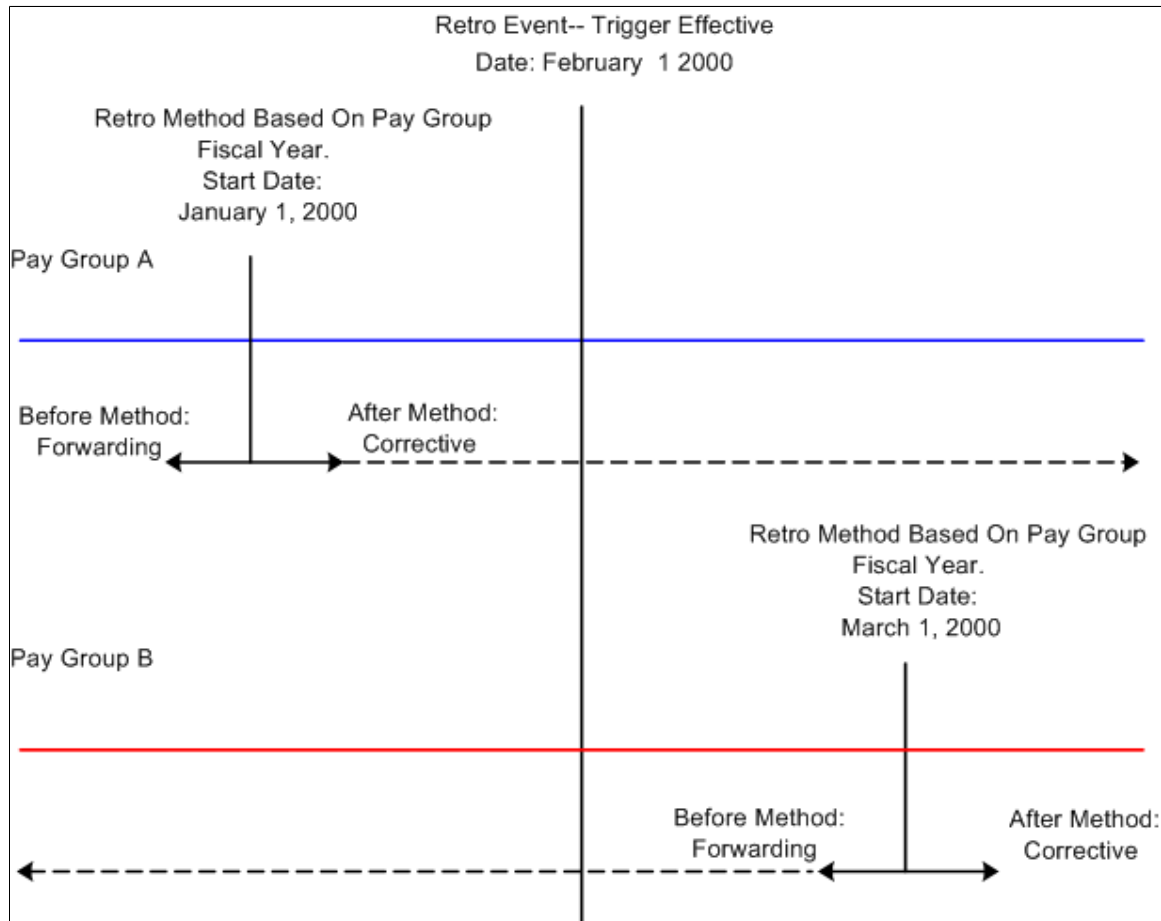 Retro Event-- Trigger Effective
Date: February 1 2000
Retro Method Based On Pay Group
Fiscal Year.
Start Date:
January 1, 2000
Pay Group A
Before Method:
Forwarding
After Method:
Corrective
Retro Method Based On Pay Group
Fiscal Year.
Start Date:
March 1, 2000
Pay Group B
Before Method:
Forwarding
After Method:
Corrective